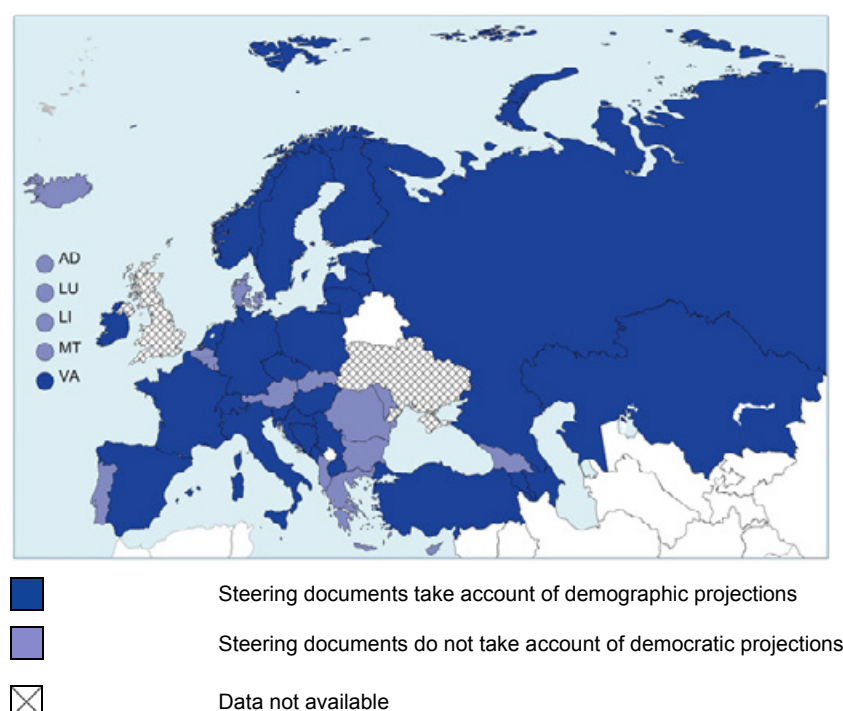 AD
LU
LI
MT
VA
Steering documents take account of demographic projections
Steering documents do not take account of democratic projections
Data not available